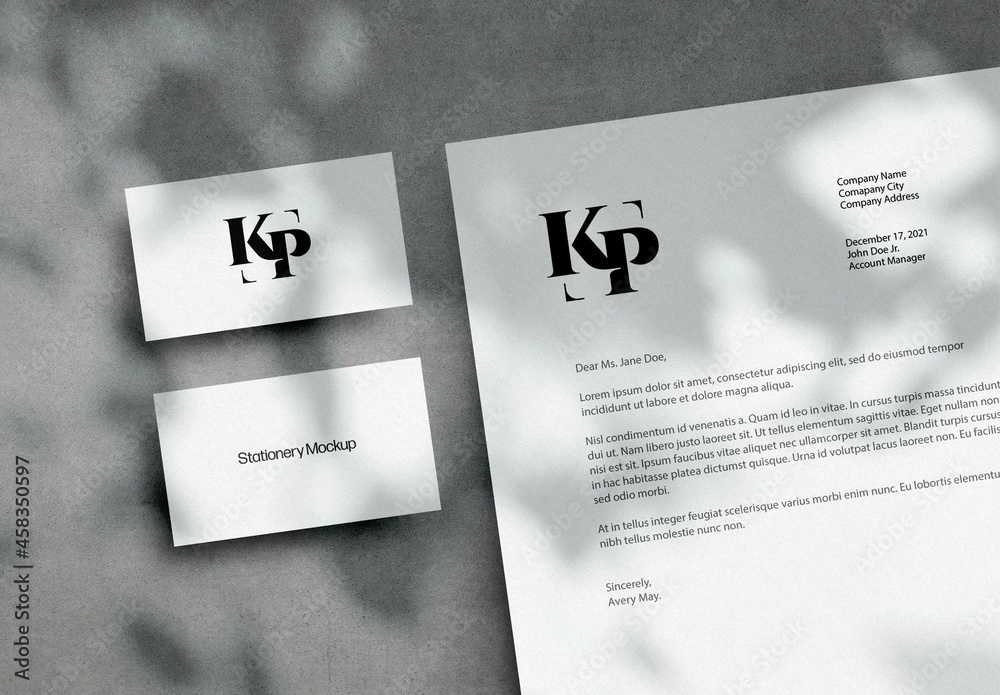 KP
Stationery Mockup
KP
Company Name
Comapany City
Company Address
December 17, 2021
John Doe Jr.
Account Manager
Dear Ms. Jane Doe,
Lorem ipsum dolor sit amet, consectetur adipiscing elit, sed do eiusmod tempor
incididunt ut labore et dolore magna aliqua.
Nisl condimentum id venenatis a. Quam id leo in vitae. In cursus turpis massa tincidunt
dui ut. Nam libero justo laoreet sit. Ut tellus elementum sagittis vitae. Eget nullam non
nisi est sit. Ipsum faucibus vitae aliquet nec ullamcorper sit amet. Blandit turpis cursus
in hac habitasse platea dictumst quisque. Urna id volutpat lacus laoreet non. Eu facilis
sed odio morbi.
At in tellus integer feugiat scelerisque varius morbi enim nunc. Eu lobortis elementu
nibh tellus molestie nunc non.
Sincerely,
Avery May.
Adobe Stock | #458350597
Adobe Stock